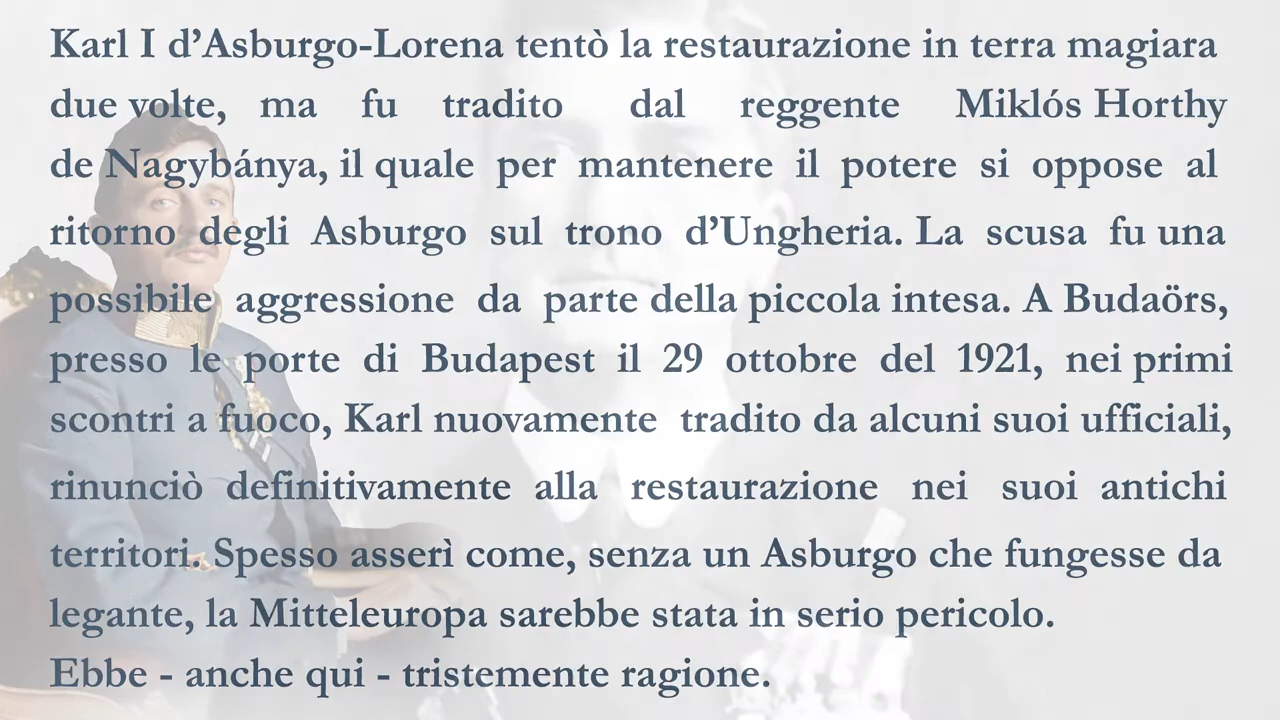 Karl I d’Asburgo-Lorena tentò la restaurazione in terra magiara
due volte, ma fu tradito dal reggente Miklós Horthy
de Nagybánya, il quale per mantenere il potere si oppose al
ritorno degli Asburgo sul trono d’Ungheria. La scusa fu una
possibile aggressione da parte della piccola intesa. A Budaörs,
presso le porte di Budapest il 29 ottobre del 1921, nei primi
scontri a fuoco, Karl nuovamente tradito da alcuni suoi ufficiali,
rinunciò definitivamente alla restaurazione nei suoi antichi
territori. Spesso asserì come, senza un Asburgo che fungesse da
legante, la Mitteleuropa sarebbe stata in serio pericolo.
Ebbe - anche qui - tristemente ragione.